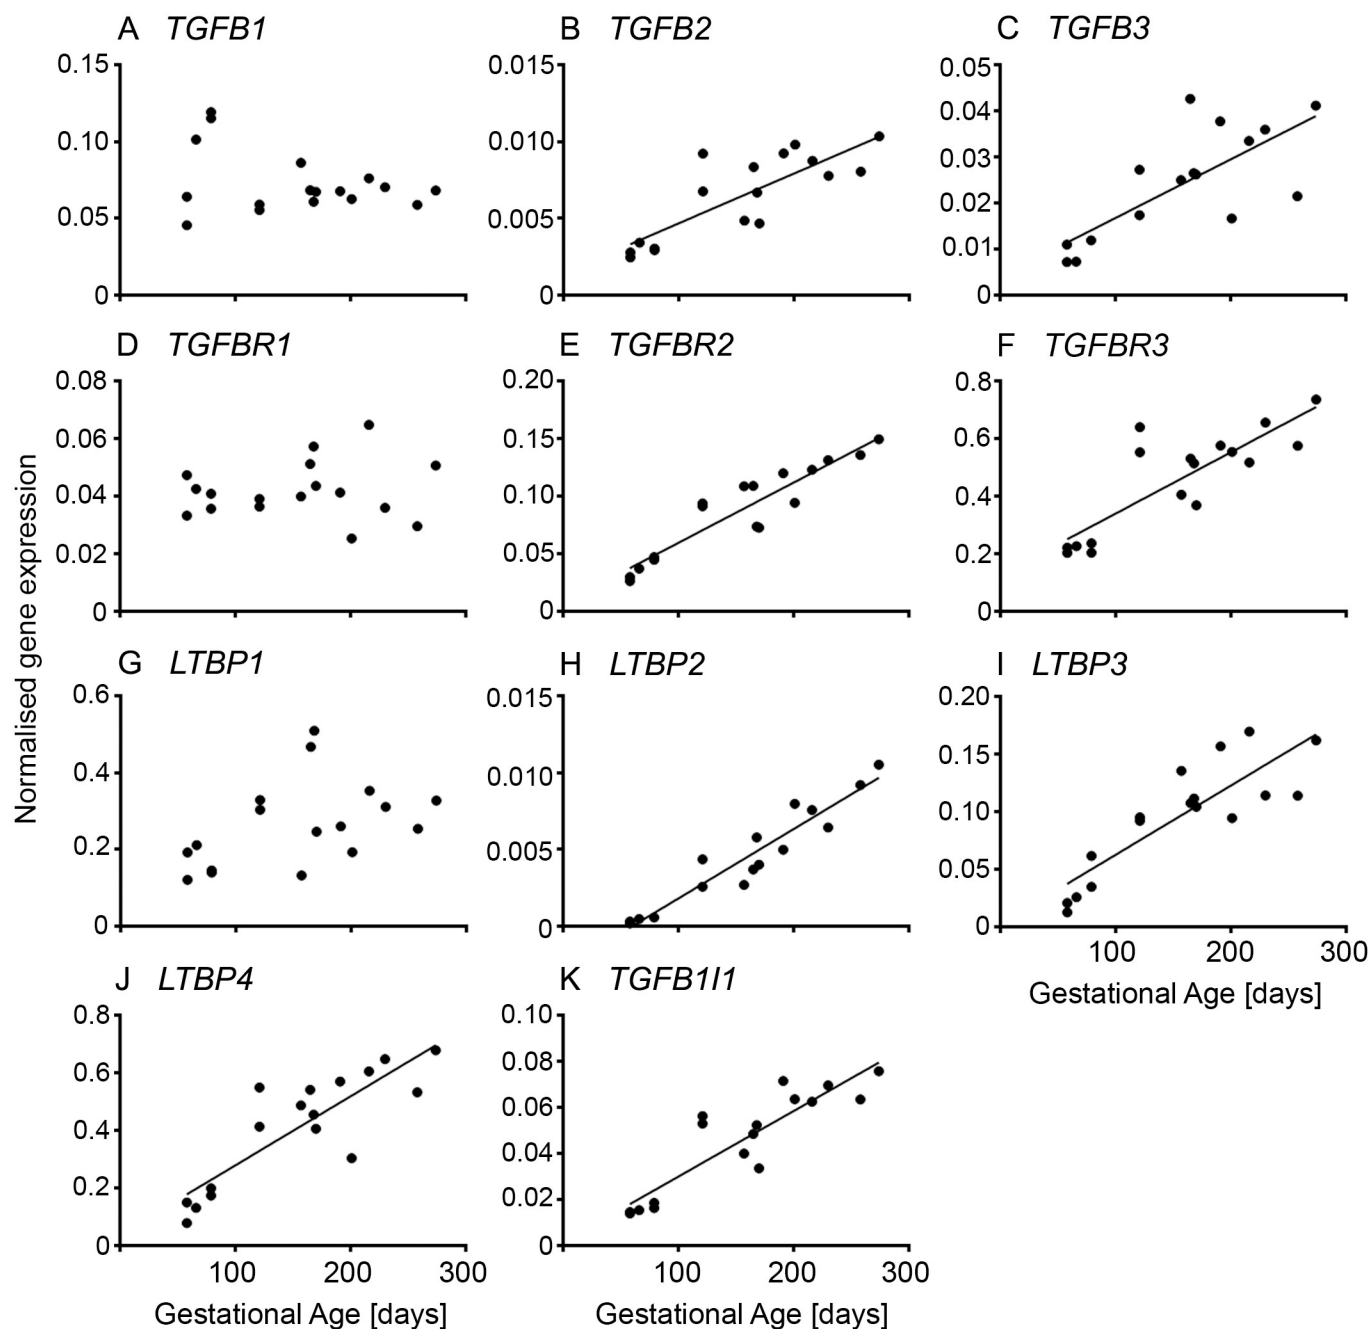 A TGFB1
B TGFB2
C TGFB3
0.15
0.10
0.05
0
0.015
0.010
0.005
0
0.05
0.04
0.03
0.02
0.01
0
D TGFBR1
E TGFBR2
F TGFBR3
0.08
0.06
0.04
0.02
0
0.20
0.15
0.10
0.05
0
0.8
0.6
0.4
0.2
0
Normalised gene expression
G LTBP1
H LTBP2
I LTBP3
0.6
0.4
0.2
0
0.015
0.010
0.005
0
0.20
0.15
0.10
0.05
0
100 200 300
Gestational Age [days]
J LTBP4
K TGFB1I1
0.8
0.6
0.4
0.2
0
100 200 300
Gestational Age [days]
0.10
0.08
0.06
0.04
0.02
0
100 200 300
Gestational Age [days]